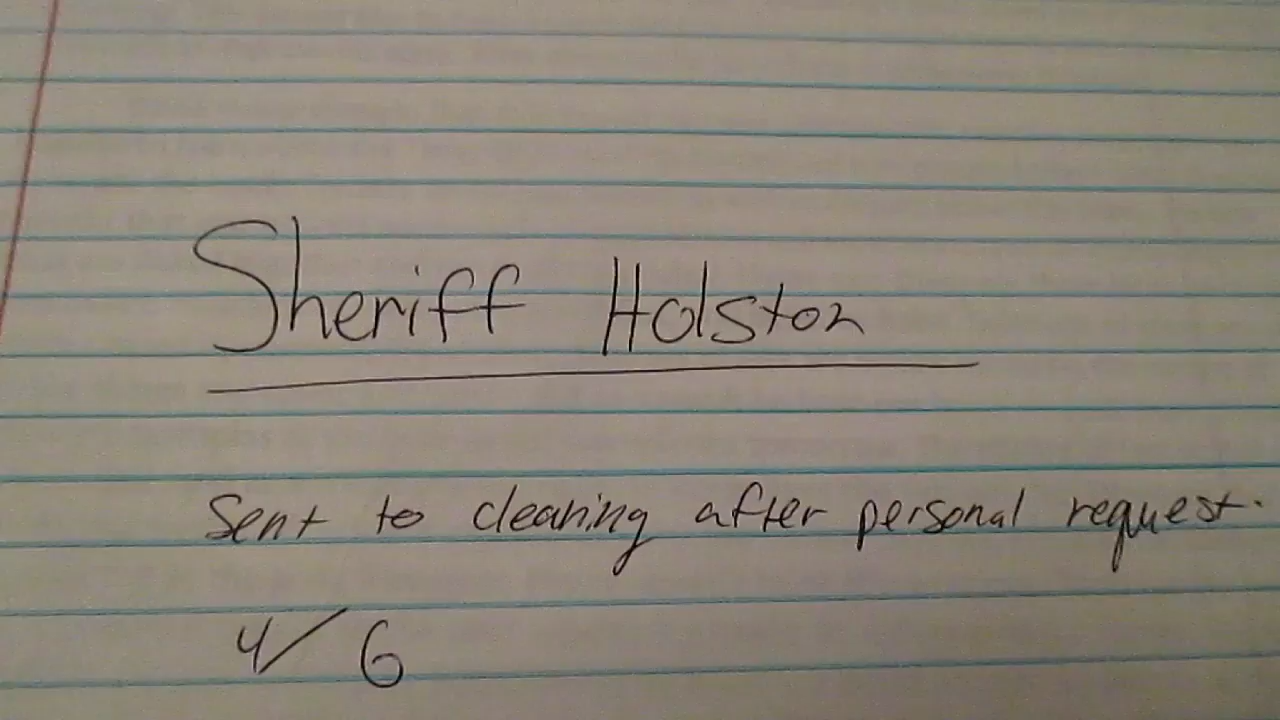 Sheriff Holston
Sent to cleaning after personal request.
4/6